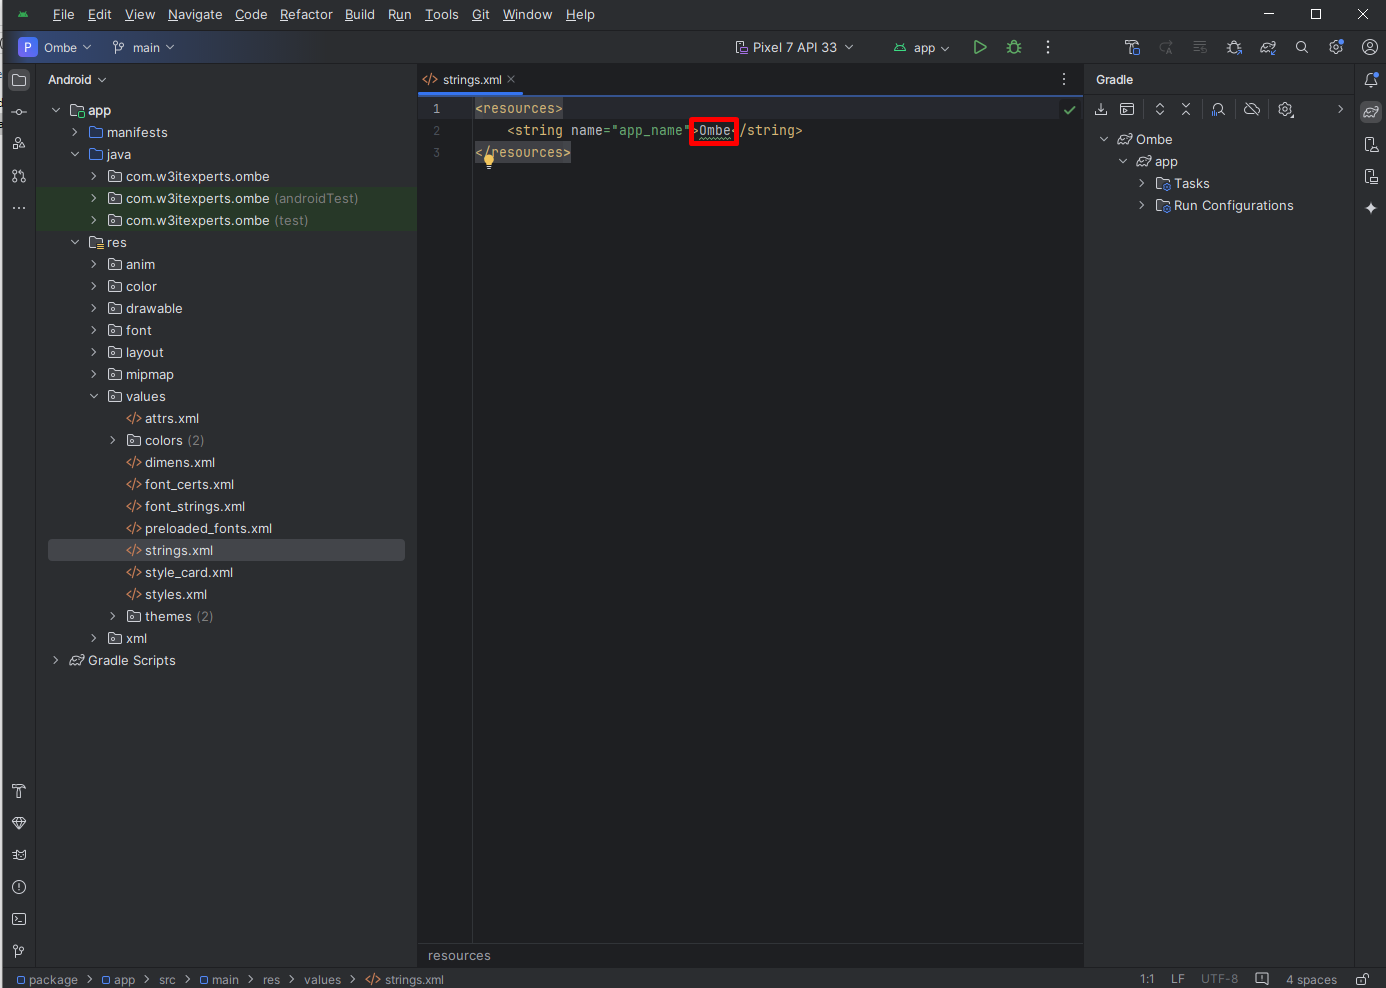 File Edit View Navigate Code Refactor Build Run Tools Git Window Help
P Ombe main Pixel 7 API 33 app
Android
app
manifests
java
com.w3itexperts.ombe
com.w3itexperts.ombe (androidTest)
com.w3itexperts.ombe (test)
res
anim
color
drawable
font
layout
mipmap
values
attrs.xml
colors (2)
dimens.xml
font_certs.xml
font_strings.xml
preloaded_fonts.xml
strings.xml
style_card.xml
styles.xml
themes (2)
xml
Gradle Scripts
strings.xml
1 <resources>
2 <string name="app_name">Ombe</string>
3 </resources>
resources
Gradle
Ombe
app
Tasks
Run Configurations
package > app > src > main > res > values > strings.xml
1:1 LF UTF-8 4 spaces